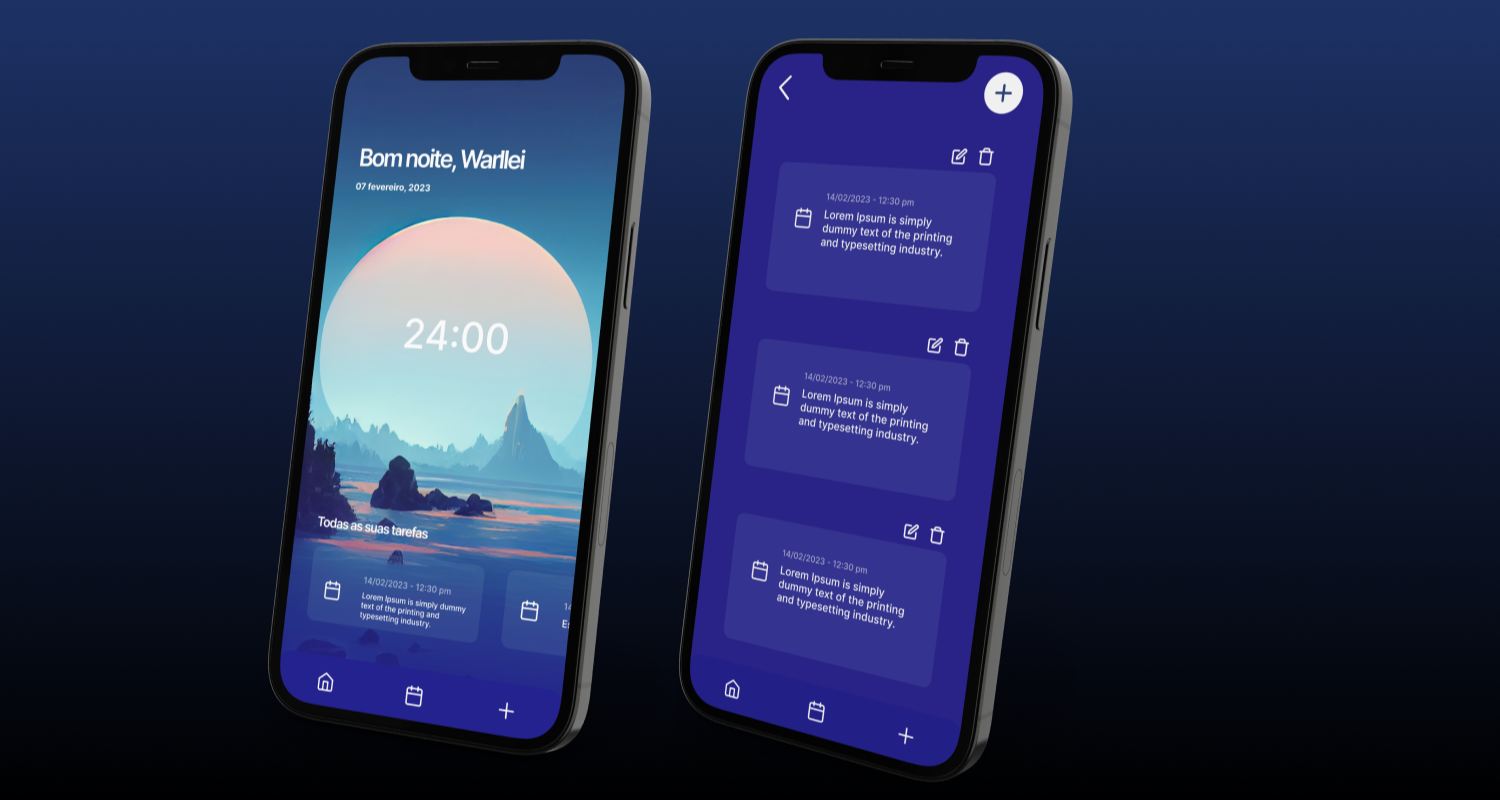 Bom noite, Warllei
07 fevereiro, 2023
24:00
Todas as suas tarefas
14/02/2023 - 12:30 pm
Lorem Ipsum is simply dummy
text of the printing and
typesetting industry.
14/02/2023 - 12:30 pm
Lorem Ipsum is simply
dummy text of the printing
and typesetting industry.
14/02/2023 - 12:30 pm
Lorem Ipsum is simply
dummy text of the printing
and typesetting industry.
14/02/2023 - 12:30 pm
Lorem Ipsum is simply
dummy text of the printing
and typesetting industry.